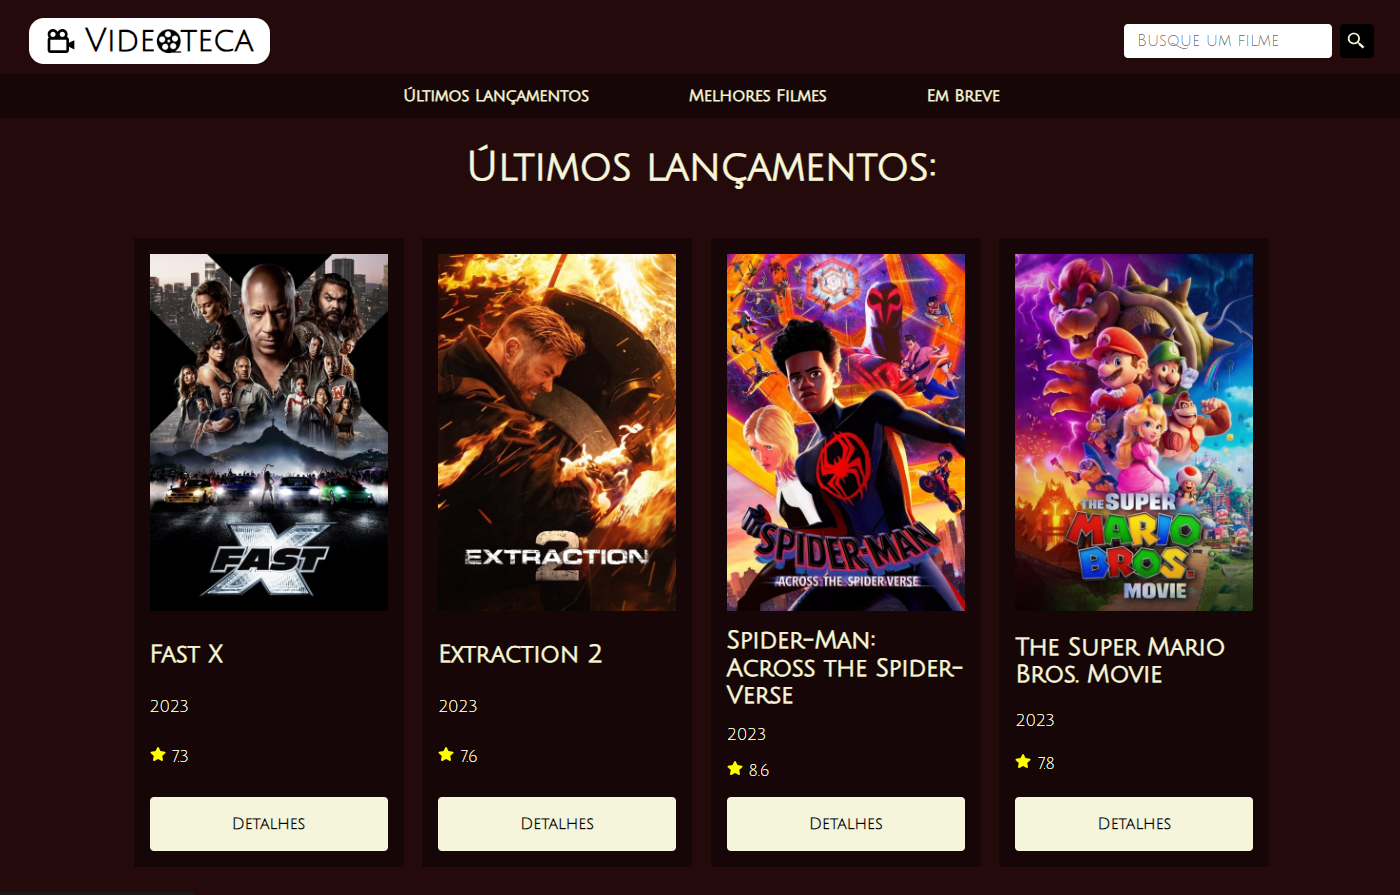 Videoteca
Busque um filme
Últimos Lançamentos
Melhores Filmes
Em Breve
Últimos lançamentos:
FAST X
EXTRACTION 2
THE SUPER
MARIO
BROS.
MOVIE
SPIDER-MAN
ACROSS THE SPIDER-VERSE
Fast X
2023
7.3
Detalhes
Extraction 2
2023
7.6
Detalhes
Spider-Man:
Across the Spider-
Verse
2023
8.6
Detalhes
The Super Mario
Bros. Movie
2023
7.8
Detalhes